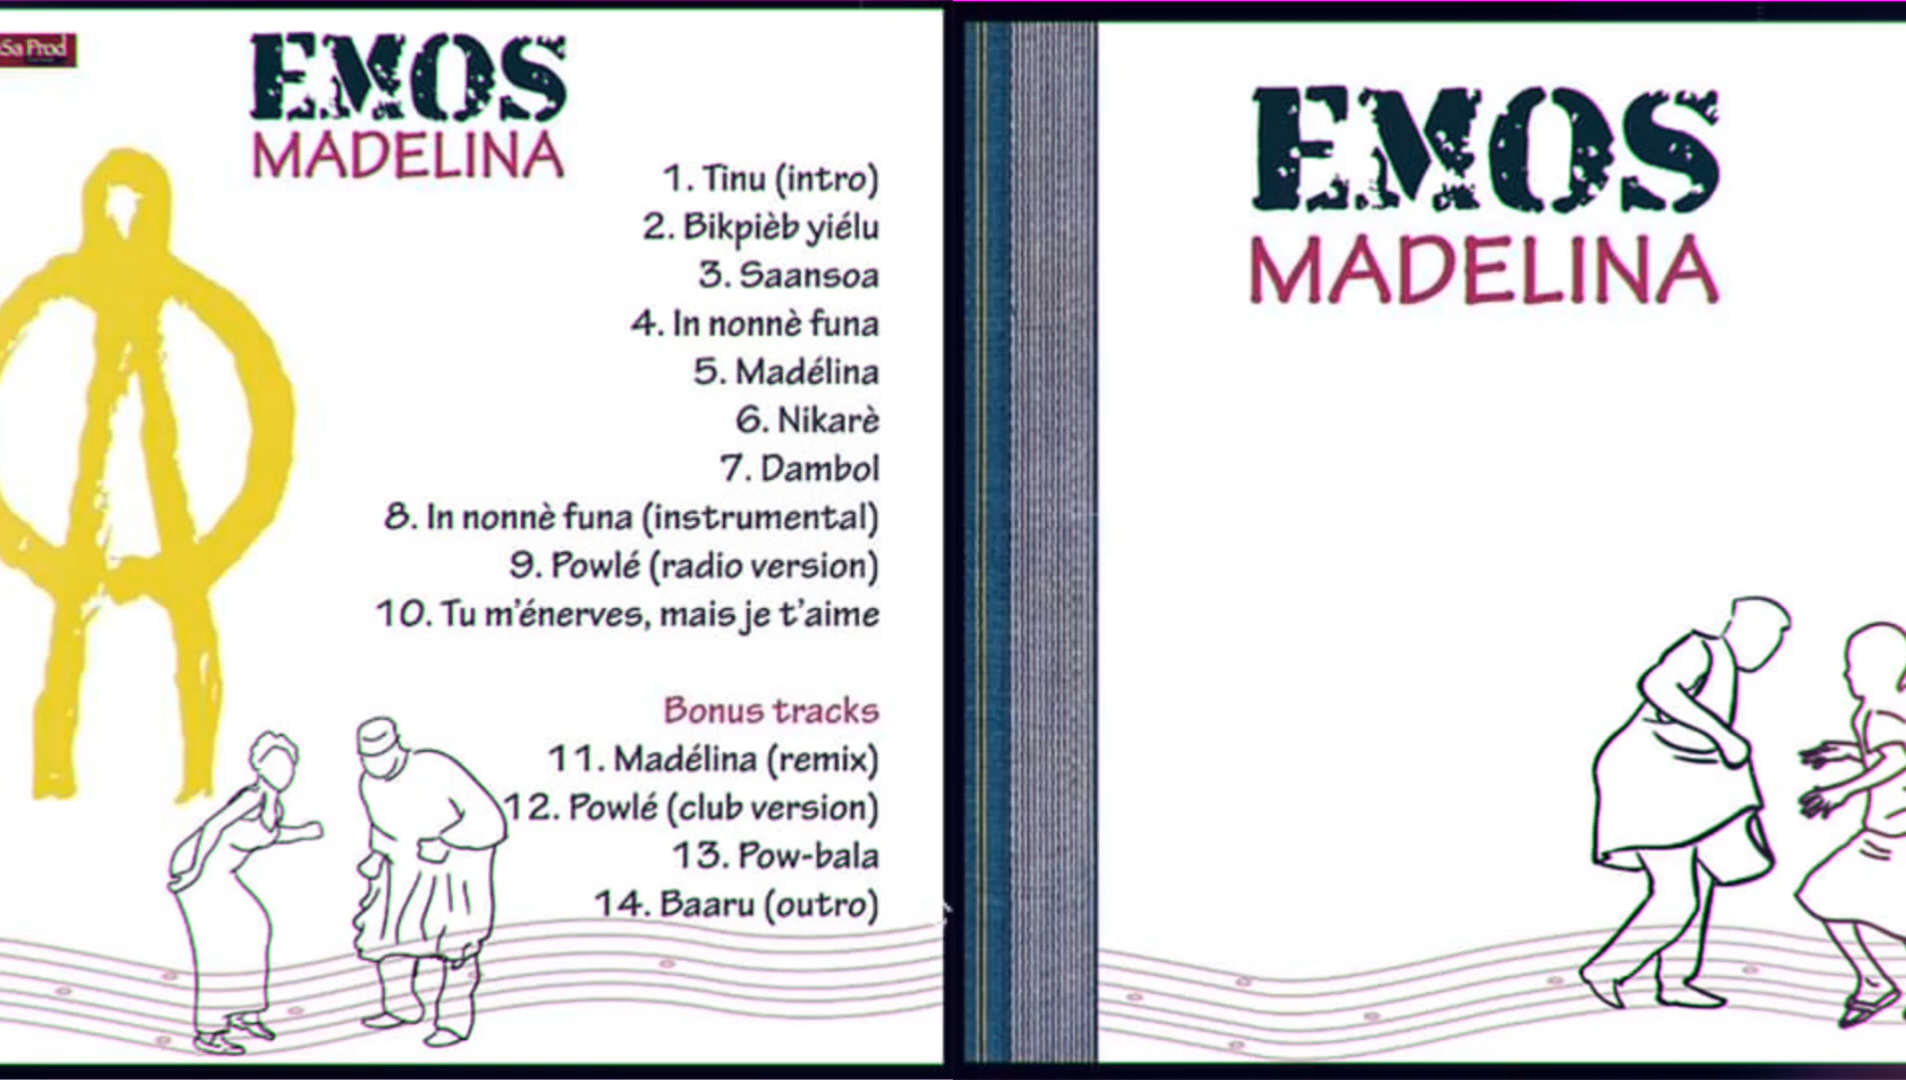 Sa Prod
EMOS
MADELINA
1. Tinu (intro)
2. Bikpièb yiélu
3. Saansoa
4. In nonnè funa
5. Madélina
6. Nikarè
7. Dambol
8. In nonnè funa (instrumental)
9. Powlé (radio version)
10. Tu m'énerves, mais je t'aime
Bonus tracks
11. Madélina (remix)
12. Powlé (club version)
13. Pow-bala
14. Baaru (outro)
EMOS
MADELINA